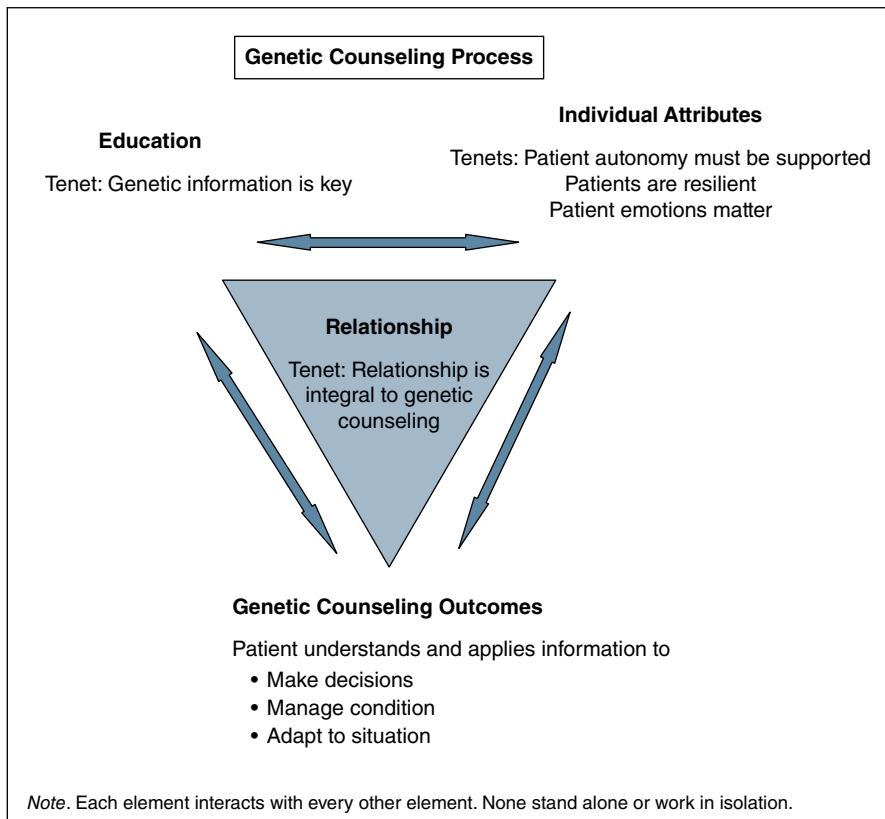 Genetic Counseling Process
Education
Tenet: Genetic information is key
Individual Attributes
Tenets: Patient autonomy must be supported
Patients are resilient
Patient emotions matter
Relationship
Tenet: Relationship is
integral to genetic
counseling
Genetic Counseling Outcomes
Patient understands and applies information to
• Make decisions
• Manage condition
• Adapt to situation
Note. Each element interacts with every other element. None stand alone or work in isolation.